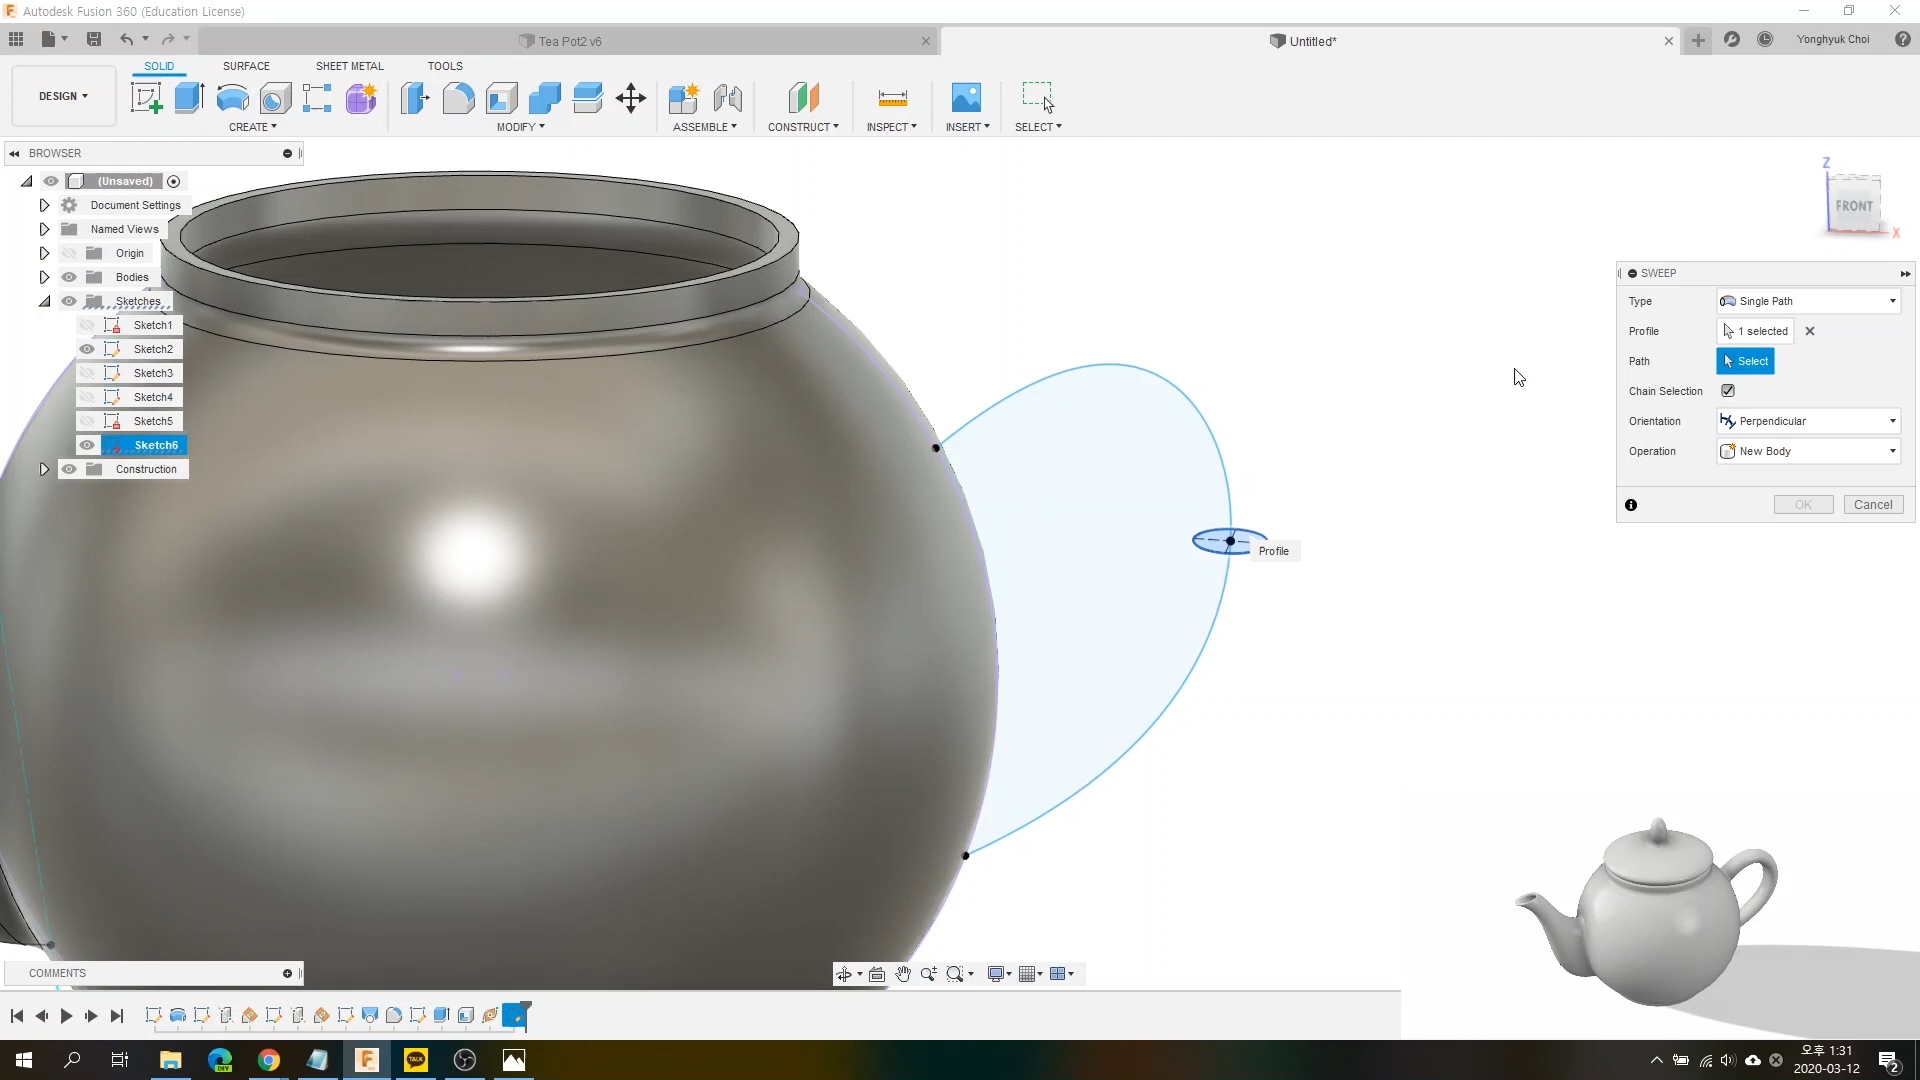 Autodesk Fusion 360 (Education License)
Tea Pot2 v6
Untitled*
Yonghyuk Choi
SOLID
SURFACE
SHEET METAL
TOOLS
DESIGN
CREATE
MODIFY
ASSEMBLE
CONSTRUCT
INSPECT
INSERT
SELECT
BROWSER
(Unsaved)
Document Settings
Named Views
Origin
Bodies
Sketches
Sketch1
Sketch2
Sketch3
Sketch4
Sketch5
Sketch6
Construction
Z
FRONT
X
SWEEP
Type
Single Path
Profile
1 selected
Path
Select
Chain Selection
Orientation
Perpendicular
Operation
New Body
OK
Cancel
Profile
COMMENTS
DEV
TALK
오후 1:31
2020-03-12
2